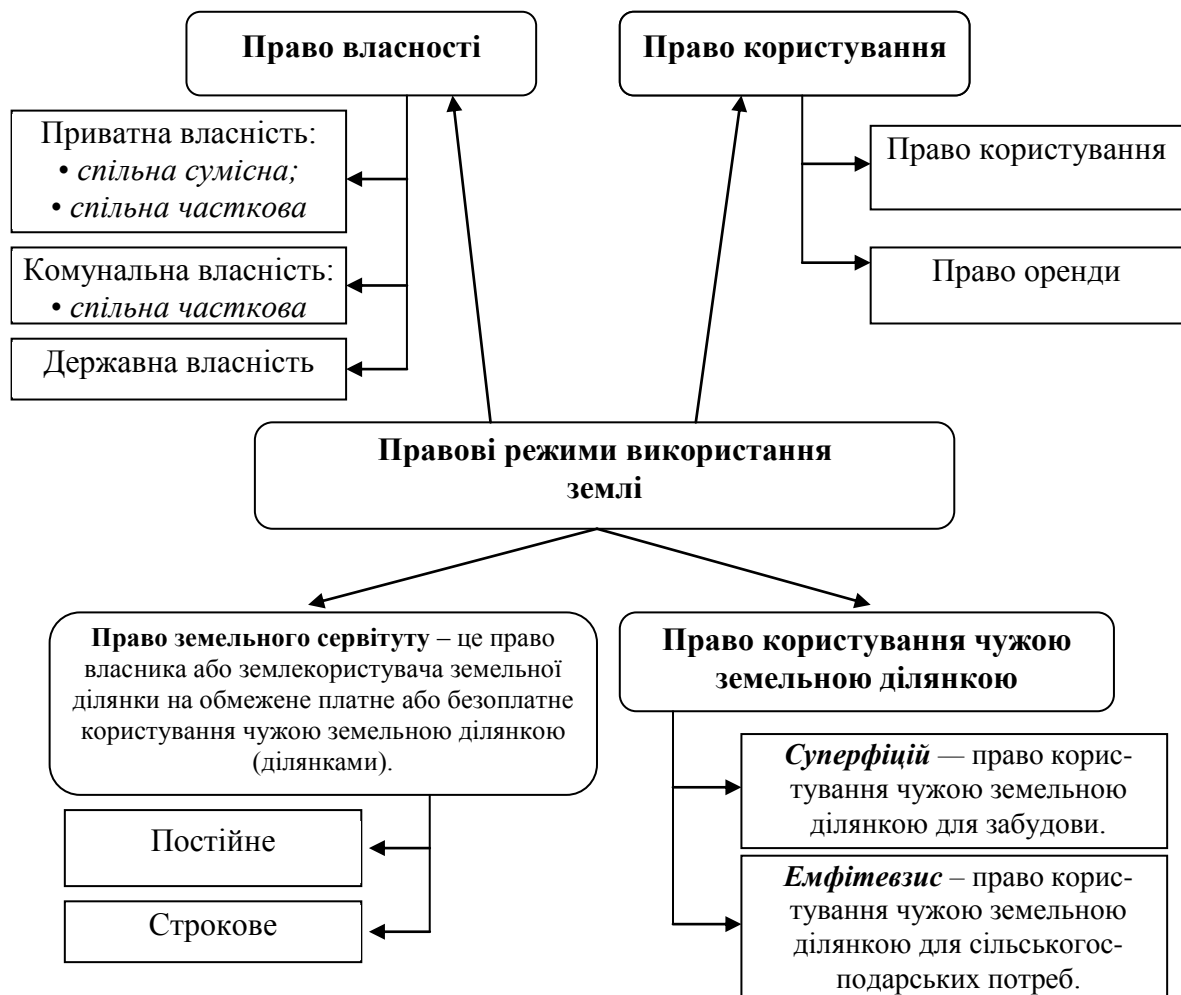 Право власності
Право користування
Приватна власність:
• спільна сумісна;
• спільна часткова
Комунальна власність:
• спільна часткова
Державна власність
Право користування
Право оренди
Правові режими використання
землі
Право земельного сервітуту – це право
власника або землекористувача земельної
ділянки на обмежене платне або безоплатне
користування чужою земельною ділянкою
(ділянками).
Постійне
Строкове
Право користування чужою
земельною ділянкою
Суперфіцій — право корис-
тування чужою земельною
ділянкою для забудови.
Емфітевзис – право корис-
тування чужою земельною
ділянкою для сільськогос-
подарських потреб.